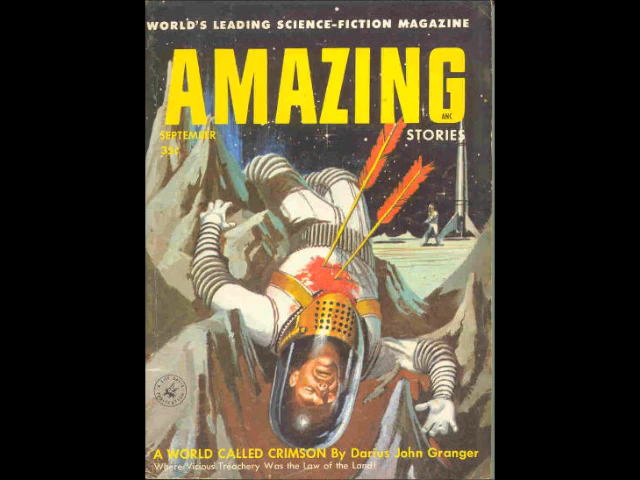 WORLD'S LEADING SCIENCE-FICTION MAGAZINE
AMAZING
STORIES
SEPTEMBER
35¢
A WORLD CALLED CRIMSON By Darius John Granger
Where Vicious Treachery Was the Law of the Land!